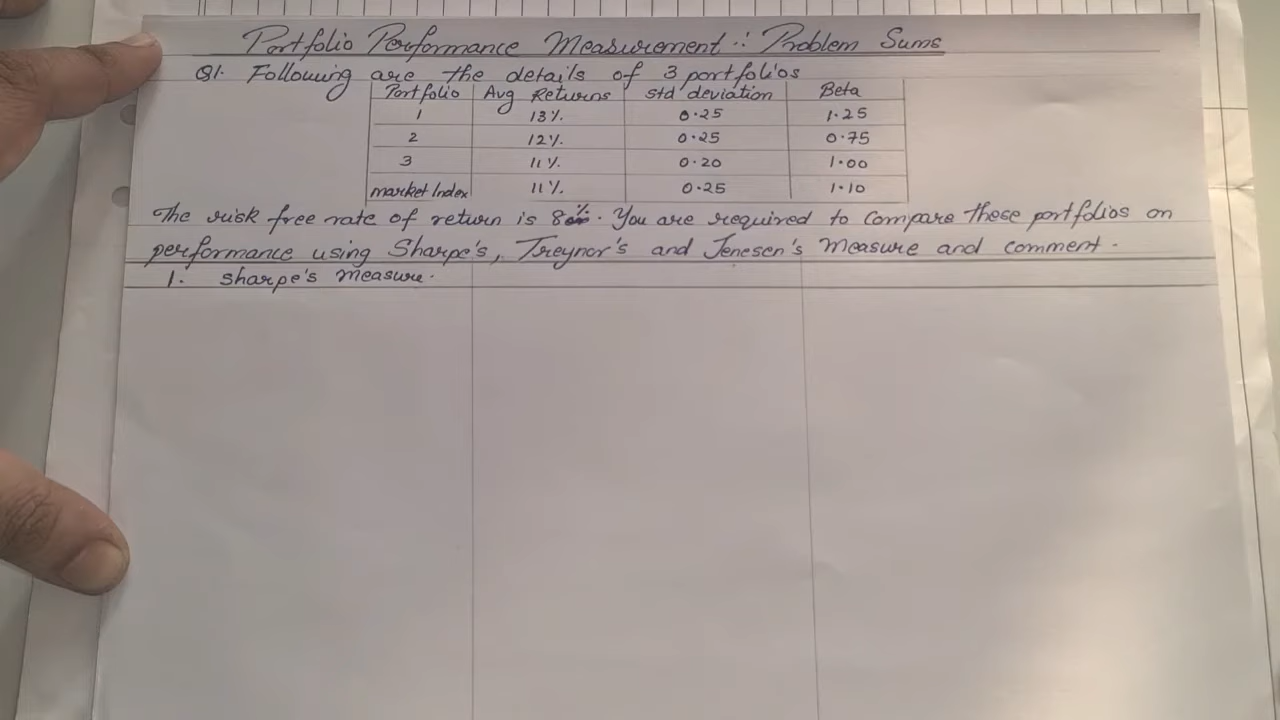 Portfolio Performance Measurement :: Problem Sums
Q1. Following are the details of 3 portfolios
Portfolio Avg Returns Std deviation Beta
1 13% 0.25 1.25
2 12% 0.25 0.75
3 11% 0.20 1.00
market Index 11% 0.25 1.10
The risk free rate of return is 8%. You are required to compare these portfolios on
performance using Sharpe's, Treynor's and Jenesen's Measure and comment.
1. Sharpe's measure.